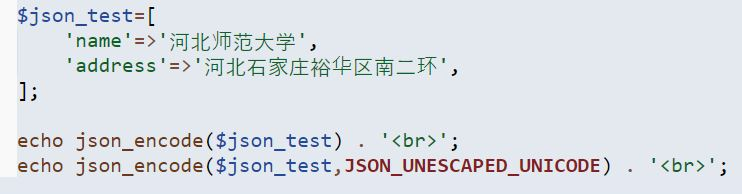 $json_test=[
    'name'=>'河北师范大学',
    'address'=>'河北石家庄裕华区南二环',
];
echo json_encode($json_test) . '<br>';
echo json_encode($json_test,JSON_UNESCAPED_UNICODE) . '<br>';